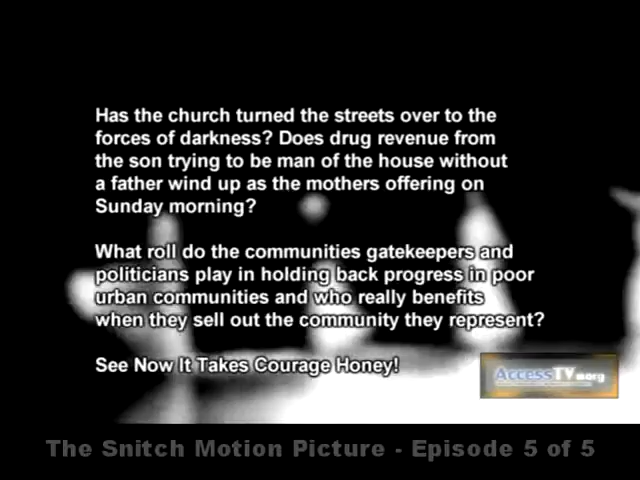 Has the church turned the streets over to the
forces of darkness? Does drug revenue from
the son trying to be man of the house without
a father wind up as the mothers offering on
Sunday morning?
What roll do the communities gatekeepers and
politicians play in holding back progress in poor
urban communities and who really benefits
when they sell out the community they represent?
See Now It Takes Courage Honey!
AccessTV.org
The Snitch Motion Picture - Episode 5 of 5